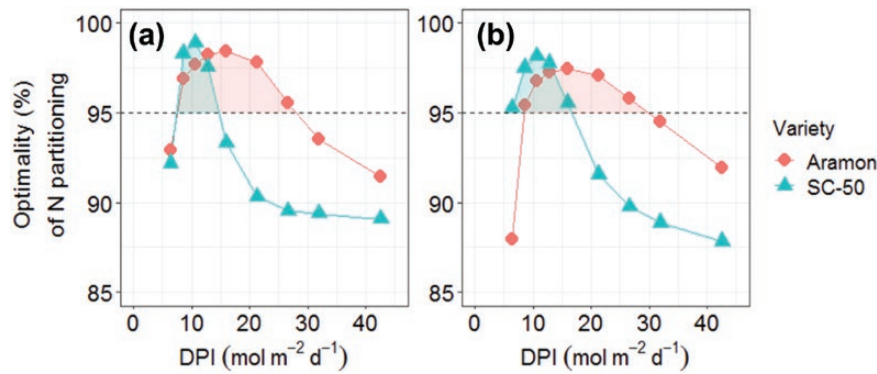 (a)
(b)
Optimality (%)
of N partitioning
100
95
90
85
0 10 20 30 40
DPI (mol m⁻² d⁻¹)
100
95
90
85
0 10 20 30 40
DPI (mol m⁻² d⁻¹)
Variety
Aramon
SC-50